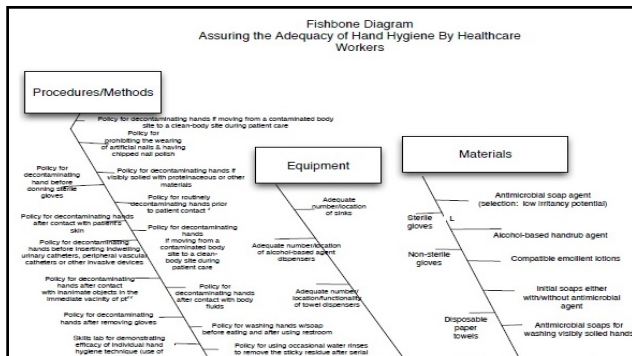 Fishbone Diagram
Assuring the Adequacy of Hand Hygiene By Healthcare
Workers
Procedures/Methods
Policy for decontaminating hands if moving from a contaminated body
site to a clean-body site during patient care
Policy for
prohibiting the wearing
of artificial nails & having
chipped nail polish
Policy for
decontaminating
hand before
donning sterile
gloves
Policy for decontaminating hands if
visibly soiled with proteinaceous or other
materials
Policy for routinely
decontaminating hands prior
to patient contact
Policy for decontaminating hands
after contact with patient's
skin
Policy for
decontaminating
hands
if moving from a
contaminated body
site to a clean-
body site during
patient care
Policy for decontaminating
hands before inserting indwelling
urinary catheters, peripheral vascular
catheters or other invasive devices
Policy for decontaminating
hands after contact
with inanimate objects in the
immediate vacinity of pt
Policy for
decontaminating hands
after contact with body
fluids
Policy for decontaminating
hands after removing gloves
Policy for washing hands w/soap
before eating and after using restroom
Skills lab for demonstrating
efficacy of individual hand
hygiene technique (use of
Policy for using occasional water rinses
to remove the sticky residue after serial
Equipment
Adequate
number/location
of sinks
Adequate number/location
of alcohol-based agent
dispensers
Adequate number/
location/functionality
of towel dispensers
Materials
Antimicrobial soap agent
(selection: low irritancy potential)
Sterile
gloves
L
Alcohol-based handrub agent
Non-sterile
gloves
Compatible emollient lotions
Initial soaps either
with/without antimicrobial
agent
Disposable
paper
towels
Antimicrobial soaps for
washing visibly soiled hands